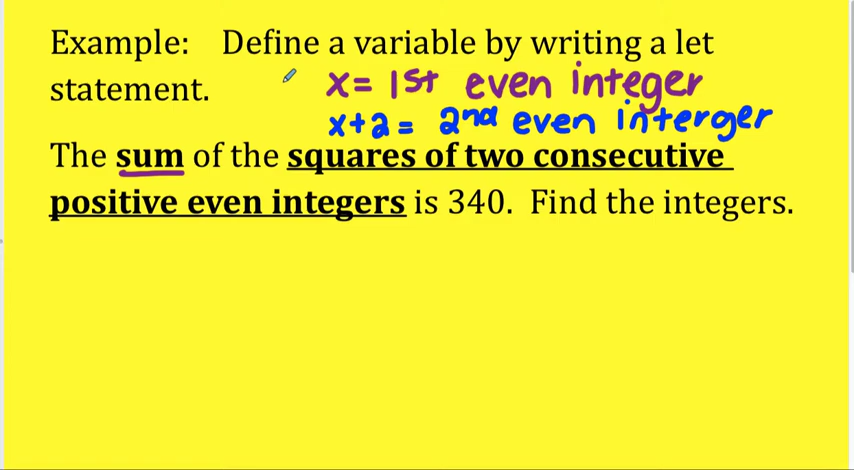 Example: Define a variable by writing a let
statement.
x= 1st even integer
x+2= 2nd even interger
The sum of the squares of two consecutive
positive even integers is 340. Find the integers.